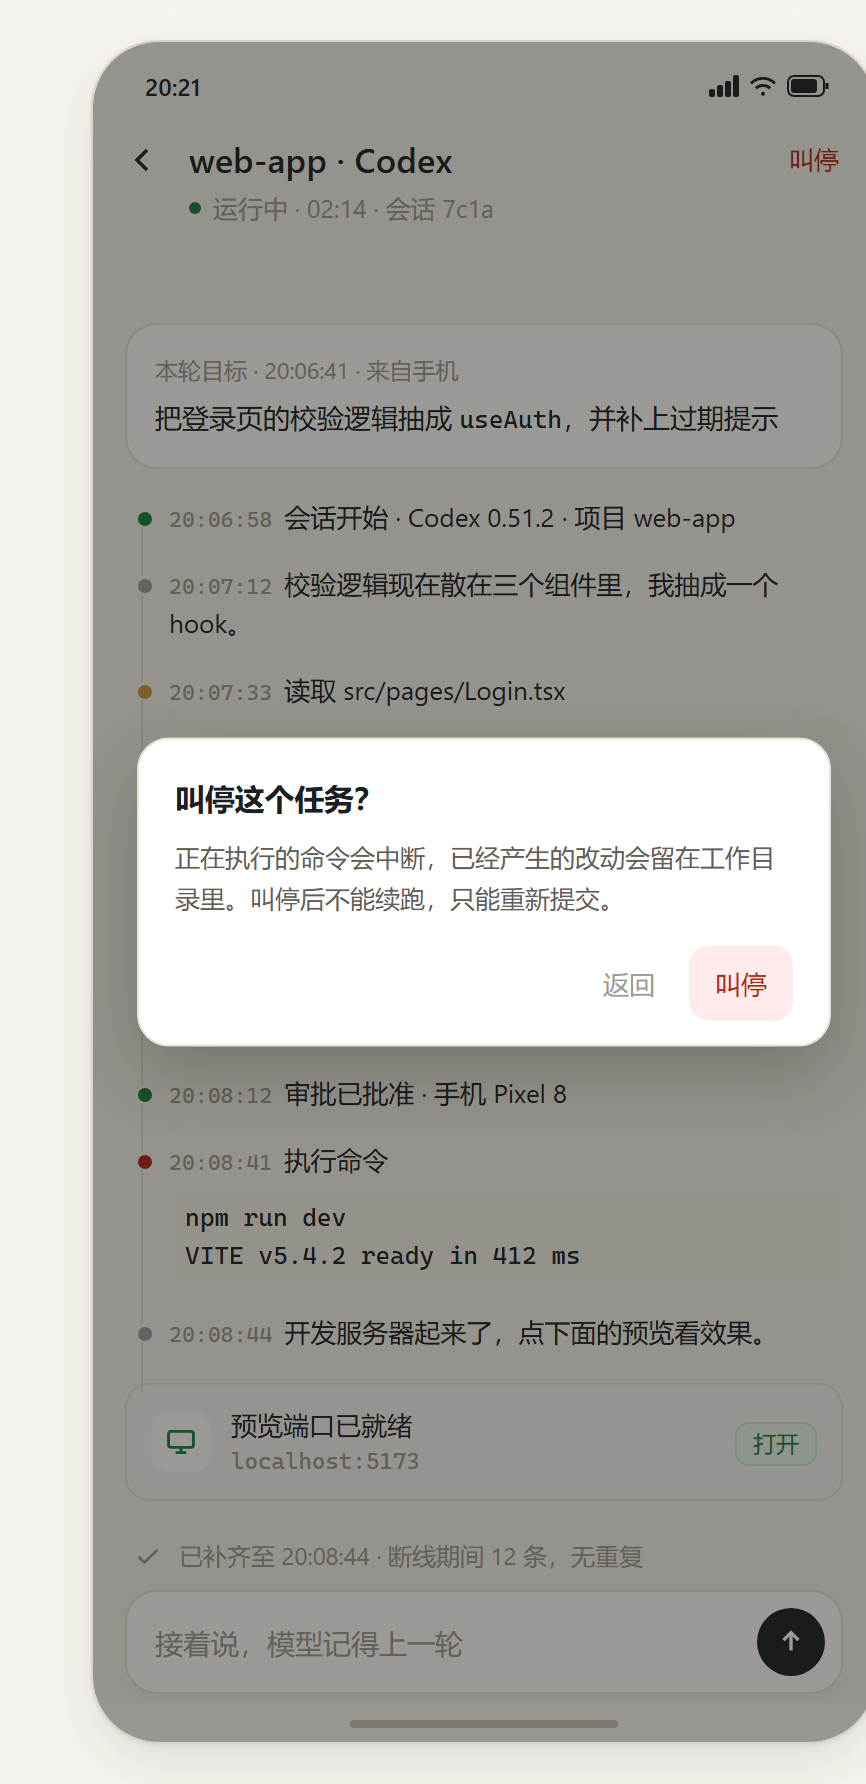 20:21
web-app · Codex
叫停
运行中 · 02:14 · 会话 7c1a
本轮目标 · 20:06:41 · 来自手机
把登录页的校验逻辑抽成 useAuth，并补上过期提示
20:06:58 会话开始 · Codex 0.51.2 · 项目 web-app
20:07:12 校验逻辑现在散在三个组件里，我抽成一个
hook。
20:07:33 读取 src/pages/Login.tsx
叫停这个任务？
正在执行的命令会中断，已经产生的改动会留在工作目
录里。叫停后不能续跑，只能重新提交。
返回
叫停
20:08:12 审批已批准 · 手机 Pixel 8
20:08:41 执行命令
npm run dev
VITE v5.4.2 ready in 412 ms
20:08:44 开发服务器起来了，点下面的预览看效果。
预览端口已就绪
localhost:5173
打开
已补齐至 20:08:44 · 断线期间 12 条，无重复
接着说，模型记得上一轮